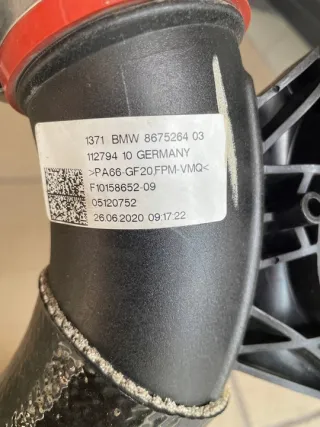 1371 BMW 8675264 03
112794 10 GERMANY
>PA66-GF20,FPM-VMQ<
F10158652-09
05120752
26.06.2020 09:17:22